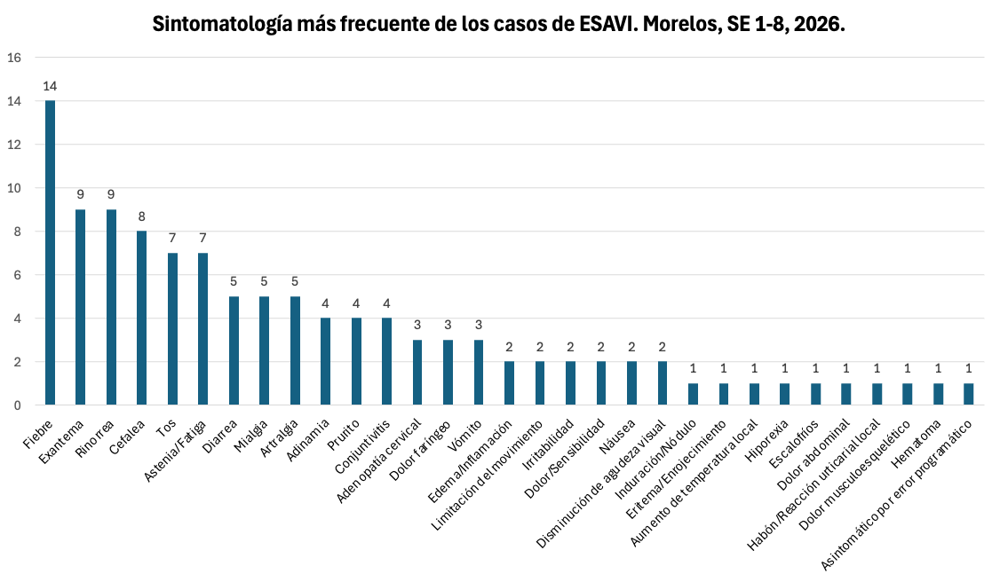 Sintomatología más frecuente de los casos de ESAVI. Morelos, SE 1-8, 2026.
16
14
12
10
8
6
4
2
0
14
9
9
8
7
7
5
5
5
4
4
4
3
3
3
2
2
2
2
2
2
1
1
1
1
1
1
1
1
1
1
Fiebre
Exantema
Rinorrea
Cefalea
Tos
Astenia/Fatiga
Diarrea
Mialgia
Artralgia
Adinamia
Prurito
Conjuntivitis
Adenopatía cervical
Dolor faríngeo
Vómito
Edema/Inflamación
Limitación del movimiento
Irritabilidad
Dolor/Sensibilidad
Náusea
Disminución de agudeza visual
Induración/Nódulo
Eritema/Enrojecimiento
Aumento de temperatura local
Hiporexia
Escalofríos
Dolor abdominal
Habón/Reacción urticarial local
Dolor musculoesquelético
Hematoma
Asintomático por error programático